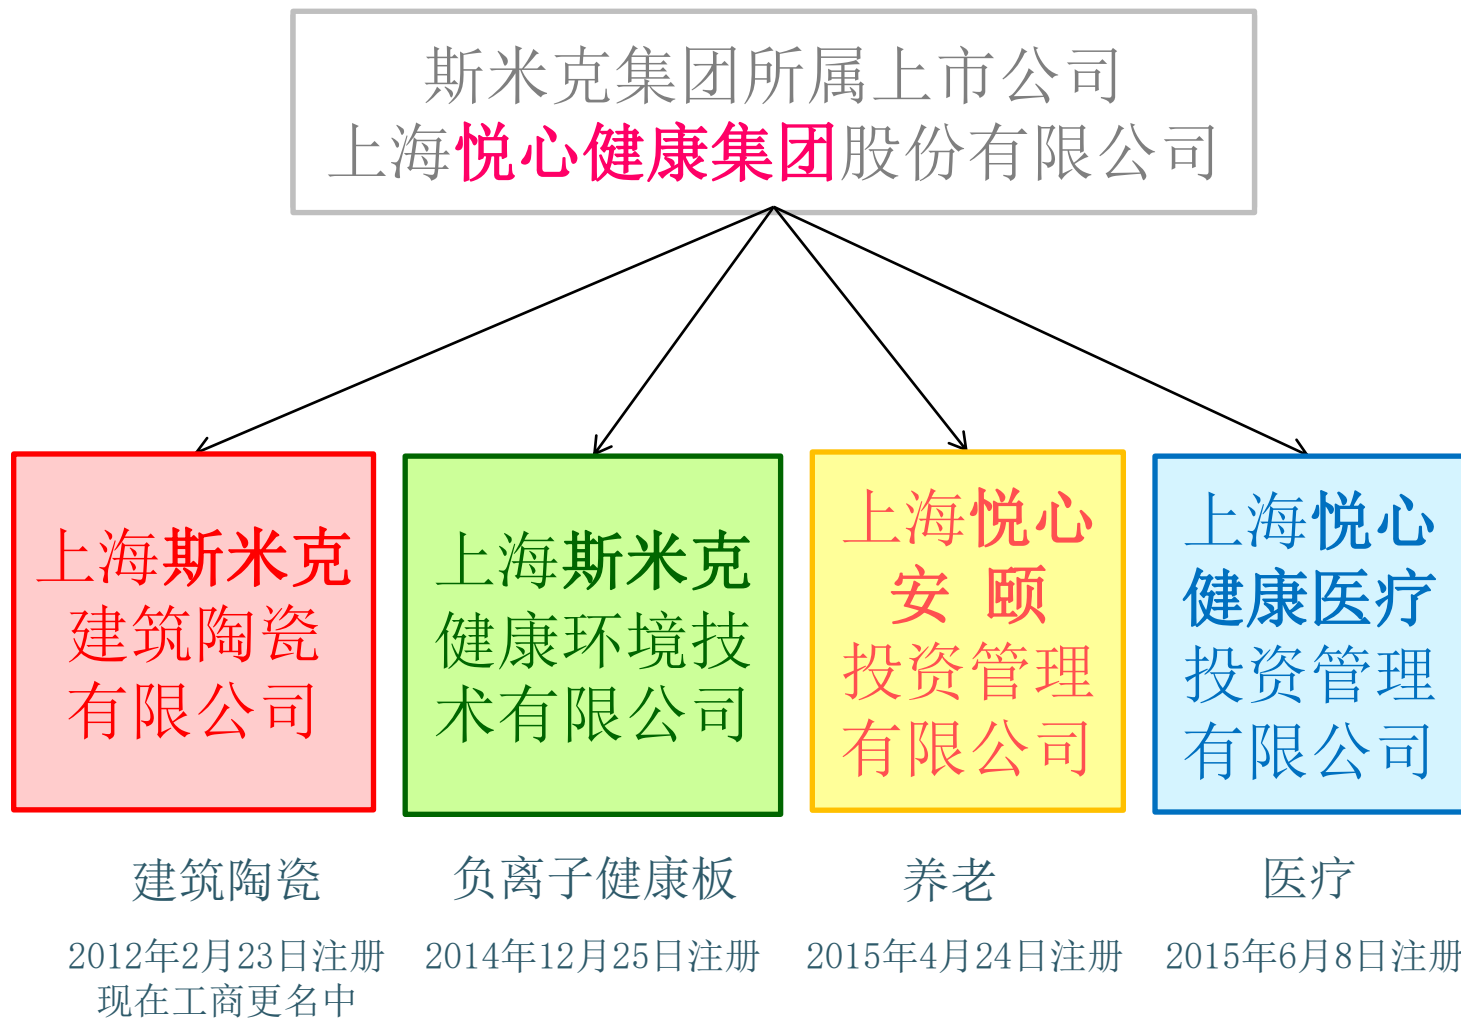 斯米克集团所属上市公司
上海悦心健康集团股份有限公司
上海斯米克
建筑陶瓷
有限公司
上海斯米克
健康环境技
术有限公司
上海悦心
安 颐
投资管理
有限公司
上海悦心
健康医疗
投资管理
有限公司
建筑陶瓷
负离子健康板
养老
医疗
2012年2月23日注册
现在工商更名中
2014年12月25日注册
2015年4月24日注册
2015年6月8日注册